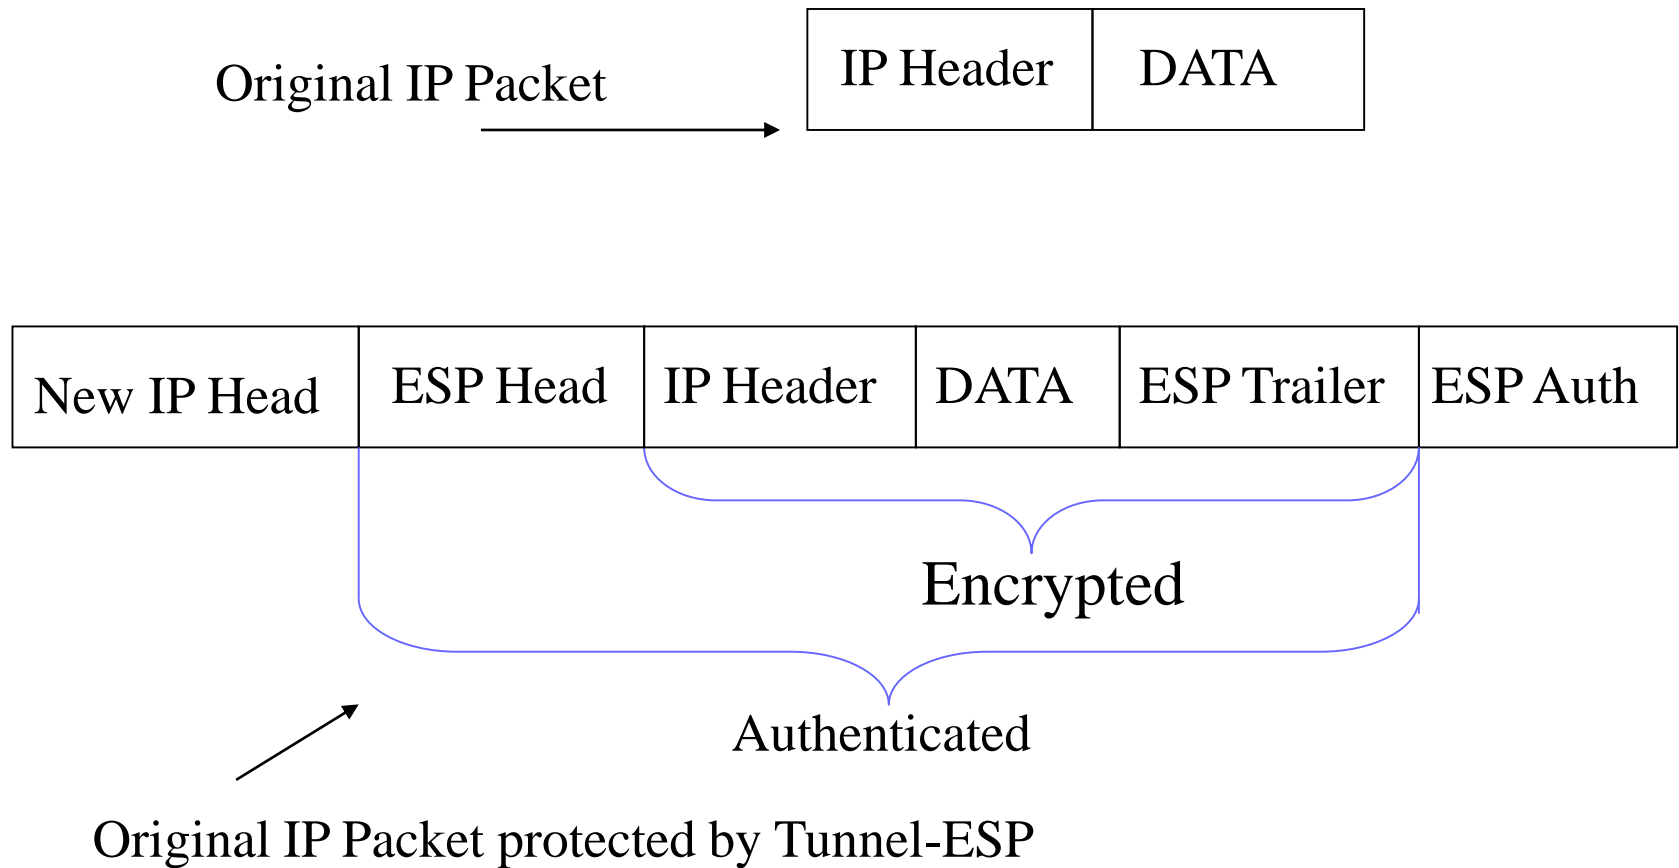 Original IP Packet
IP Header
DATA
New IP Head
ESP Head
IP Header
DATA
ESP Trailer
ESP Auth
Encrypted
Authenticated
Original IP Packet protected by Tunnel-ESP